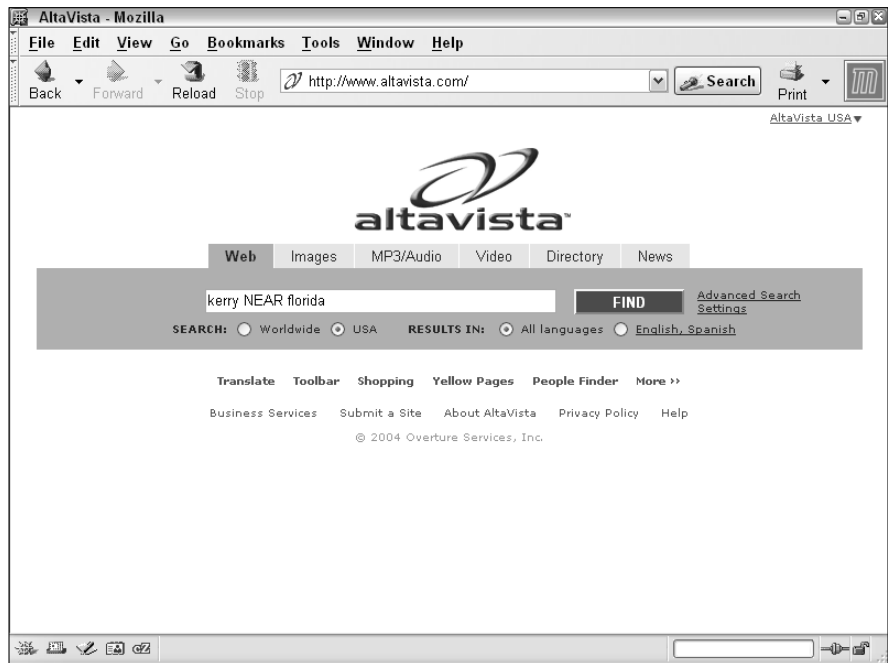 AltaVista - Mozilla
File Edit View Go Bookmarks Tools Window Help
Back Forward Reload Stop http://www.altavista.com/ Search Print
AltaVista USA
altavista™
Web Images MP3/Audio Video Directory News
kerry NEAR florida FIND Advanced Search
Settings
SEARCH: Worldwide USA RESULTS IN: All languages English, Spanish
Translate Toolbar Shopping Yellow Pages People Finder More ››
Business Services Submit a Site About AltaVista Privacy Policy Help
© 2004 Overture Services, Inc.